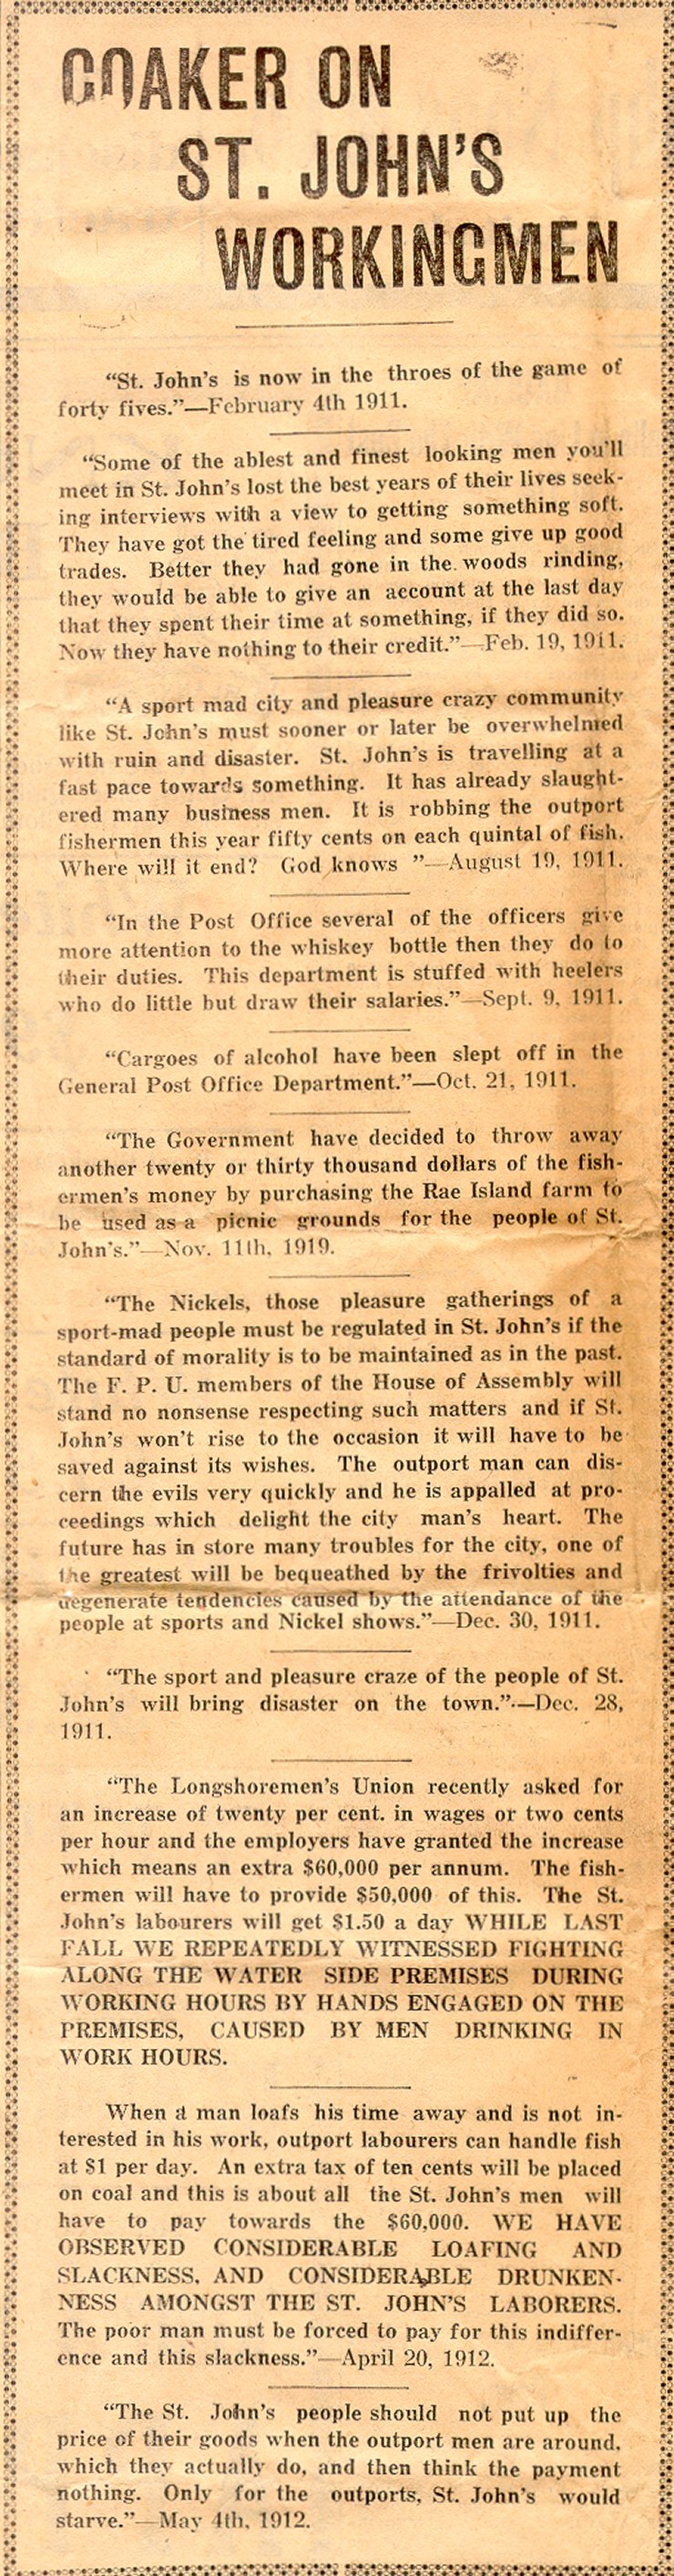 COAKER ON
ST. JOHN'S
WORKINGMEN
"St. John's is now in the throes of the game of
forty fives."—February 4th 1911.
"Some of the ablest and finest looking men you'll
meet in St. John's lost the best years of their lives seek-
ing interviews with a view to getting something soft.
They have got the tired feeling and some give up good
trades. Better they had gone in the woods rinding,
they would be able to give an account at the last day
that they spent their time at something, if they did so.
Now they have nothing to their credit."—Feb. 19, 1911.
"A sport mad city and pleasure crazy community
like St. John's must sooner or later be overwhelmed
with ruin and disaster. St. John's is travelling at a
fast pace towards something. It has already slaught-
ered many business men. It is robbing the outport
fishermen this year fifty cents on each quintal of fish.
Where will it end? God knows "—August 19, 1911.
"In the Post Office several of the officers give
more attention to the whiskey bottle then they do to
their duties. This department is stuffed with heelers
who do little but draw their salaries."—Sept. 9, 1911.
"Cargoes of alcohol have been slept off in the
General Post Office Department."—Oct. 21, 1911.
"The Government have decided to throw away
another twenty or thirty thousand dollars of the fish-
ermen's money by purchasing the Rae Island farm to
be used as a picnic grounds for the people of St.
John's."—Nov. 11th, 1919.
"The Nickels, those pleasure gatherings of a
sport-mad people must be regulated in St. John's if the
standard of morality is to be maintained as in the past.
The F. P. U. members of the House of Assembly will
stand no nonsense respecting such matters and if St.
John's won't rise to the occasion it will have to be
saved against its wishes. The outport man can dis-
cern the evils very quickly and he is appalled at pro-
ceedings which delight the city man's heart. The
future has in store many troubles for the city, one of
the greatest will be bequeathed by the frivolties and
degenerate tendencies caused by the attendance of the
people at sports and Nickel shows."—Dec. 30, 1911.
"The sport and pleasure craze of the people of St.
John's will bring disaster on the town."—Dec. 28,
1911.
"The Longshoremen's Union recently asked for
an increase of twenty per cent. in wages or two cents
per hour and the employers have granted the increase
which means an extra $60,000 per annum. The fish-
ermen will have to provide $50,000 of this. The St.
John's labourers will get $1.50 a day WHILE LAST
FALL WE REPEATEDLY WITNESSED FIGHTING
ALONG THE WATER SIDE PREMISES DURING
WORKING HOURS BY HANDS ENGAGED ON THE
PREMISES, CAUSED BY MEN DRINKING IN
WORK HOURS.
When a man loafs his time away and is not in-
terested in his work, outport labourers can handle fish
at $1 per day. An extra tax of ten cents will be placed
on coal and this is about all the St. John's men will
have to pay towards the $60,000. WE HAVE
OBSERVED CONSIDERABLE LOAFING AND
SLACKNESS, AND CONSIDERABLE DRUNKEN-
NESS AMONGST THE ST. JOHN'S LABORERS.
The poor man must be forced to pay for this indiffer-
ence and this slackness."—April 20, 1912.
"The St. John's people should not put up the
price of their goods when the outport men are around,
which they actually do, and then think the payment
nothing. Only for the outports, St. John's would
starve."—May 4th, 1912.